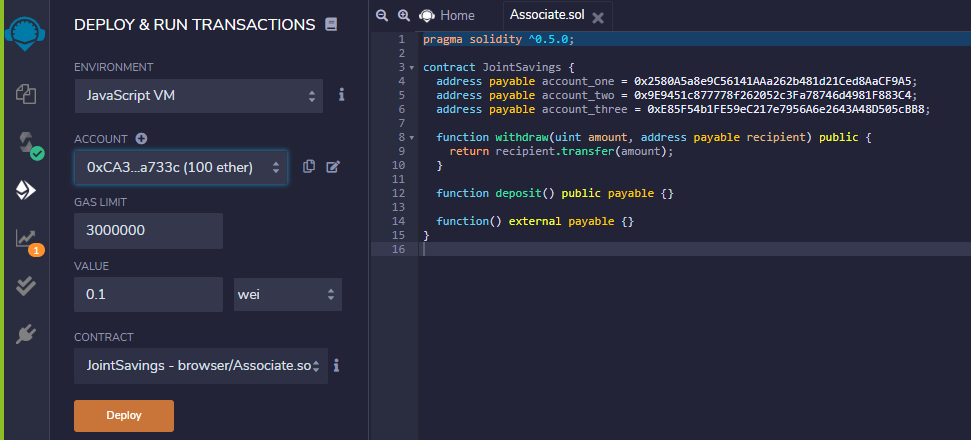 DEPLOY & RUN TRANSACTIONS
ENVIRONMENT
JavaScript VM
ACCOUNT
0xCA3...a733c (100 ether)
GAS LIMIT
3000000
VALUE
0.1
wei
CONTRACT
JointSavings - browser/Associate.so
Deploy
1
Home
Associate.sol
1 pragma solidity ^0.5.0;
2
3 contract JointSavings {
4 address payable account_one = 0x2580A5a8e9C56141AAa262b481d21Ced8AaCF9A5;
5 address payable account_two = 0x9E9451c877778f262052c3Fa78746d4981F883C4;
6 address payable account_three = 0xE85F54b1FE59eC217e7956A6e2643A48D505cBB8;
7
8 function withdraw(uint amount, address payable recipient) public {
9 return recipient.transfer(amount);
10 }
11
12 function deposit() public payable {}
13
14 function() external payable {}
15 }
16